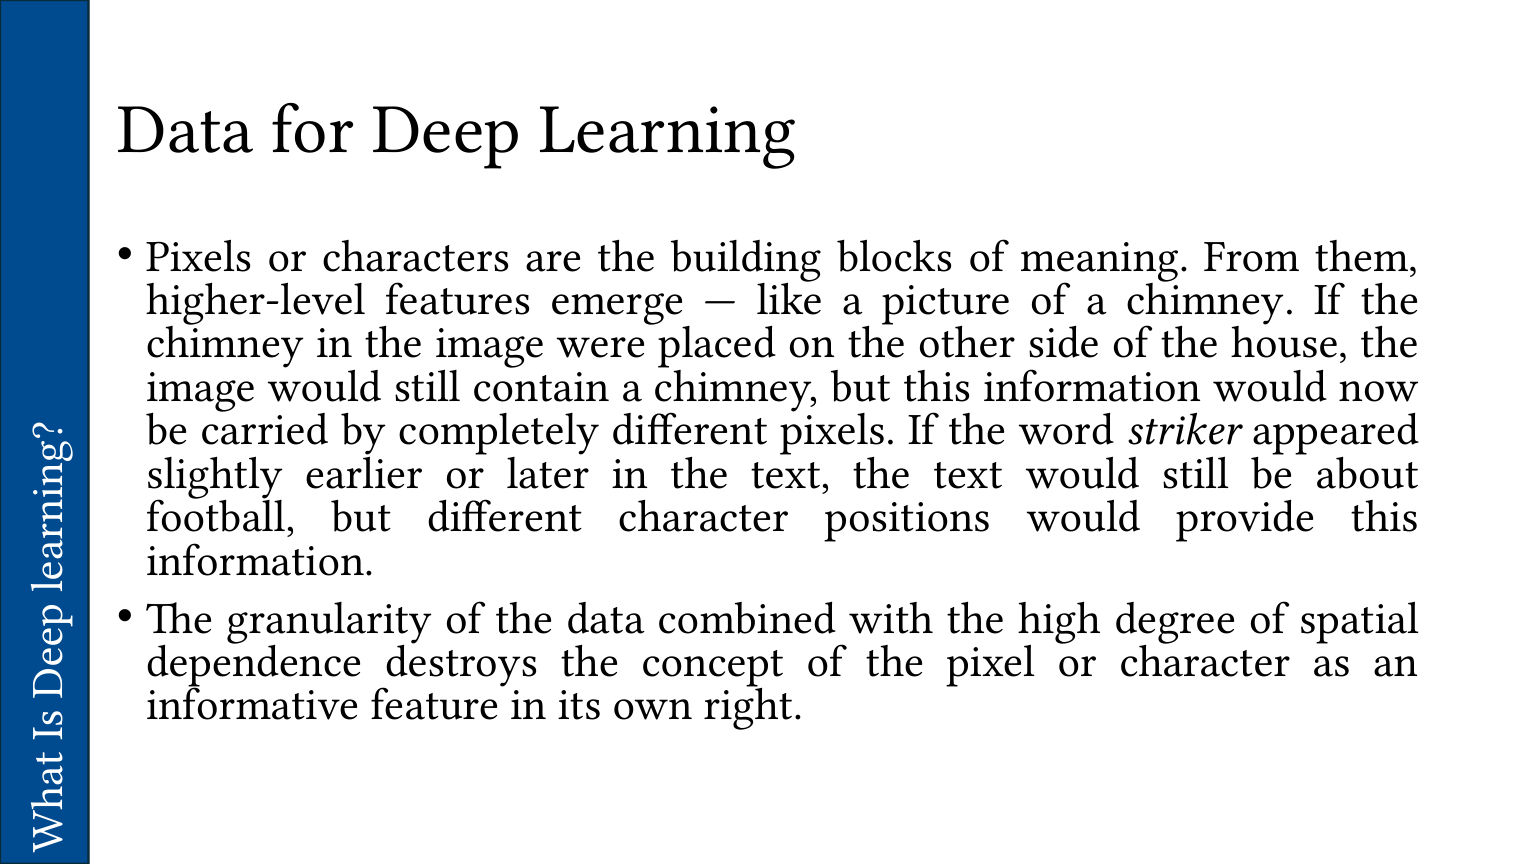 What Is Deep learning?
Data for Deep Learning
• Pixels or characters are the building blocks of meaning. From them,
higher-level features emerge — like a picture of a chimney. If the
chimney in the image were placed on the other side of the house, the
image would still contain a chimney, but this information would now
be carried by completely different pixels. If the word striker appeared
slightly earlier or later in the text, the text would still be about
football, but different character positions would provide this
information.
• The granularity of the data combined with the high degree of spatial
dependence destroys the concept of the pixel or character as an
informative feature in its own right.